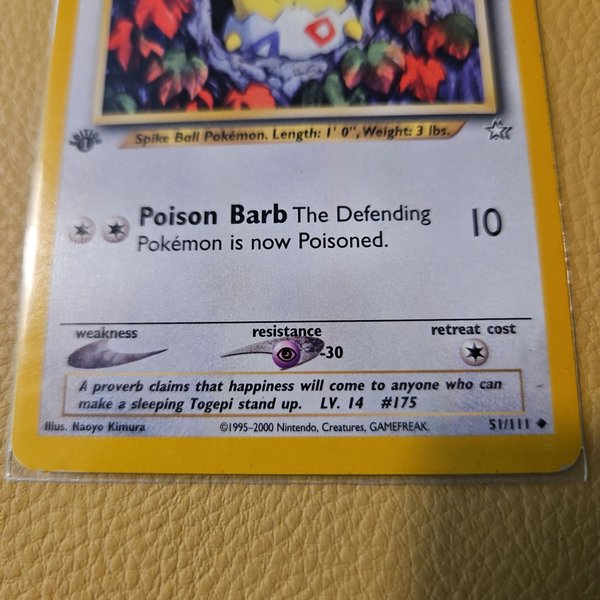 EDITION
1
Spike Ball Pokémon. Length: 1' 0", Weight: 3 lbs.
Poison Barb The Defending 10
Pokémon is now Poisoned.
weakness resistance retreat cost
-30
A proverb claims that happiness will come to anyone who can
make a sleeping Togepi stand up. LV. 14 #175
Illus. Naoyo Kimura ©1995-2000 Nintendo, Creatures, GAMEFREAK. 51/111